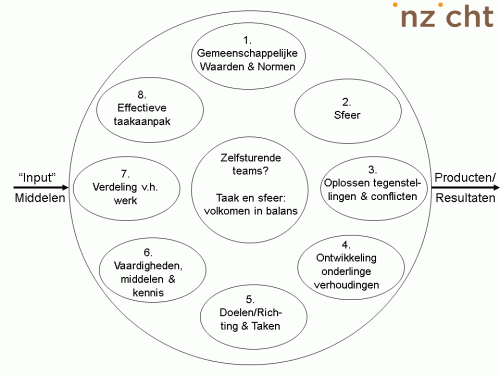 inzicht
1.
Gemeenschappelijke
Waarden & Normen
8.
Effectieve
taakaanpak
2.
Sfeer
Zelfsturende
teams?
Taak en sfeer:
volkomen in balans
"Input"
Middelen
7.
Verdeling v.h.
werk
3.
Oplossen tegenstel-
lingen & conflicten
Producten/
Resultaten
6.
Vaardigheden,
middelen &
kennis
4.
Ontwikkeling
onderlinge
verhoudingen
5.
Doelen/Rich-
ting & Taken